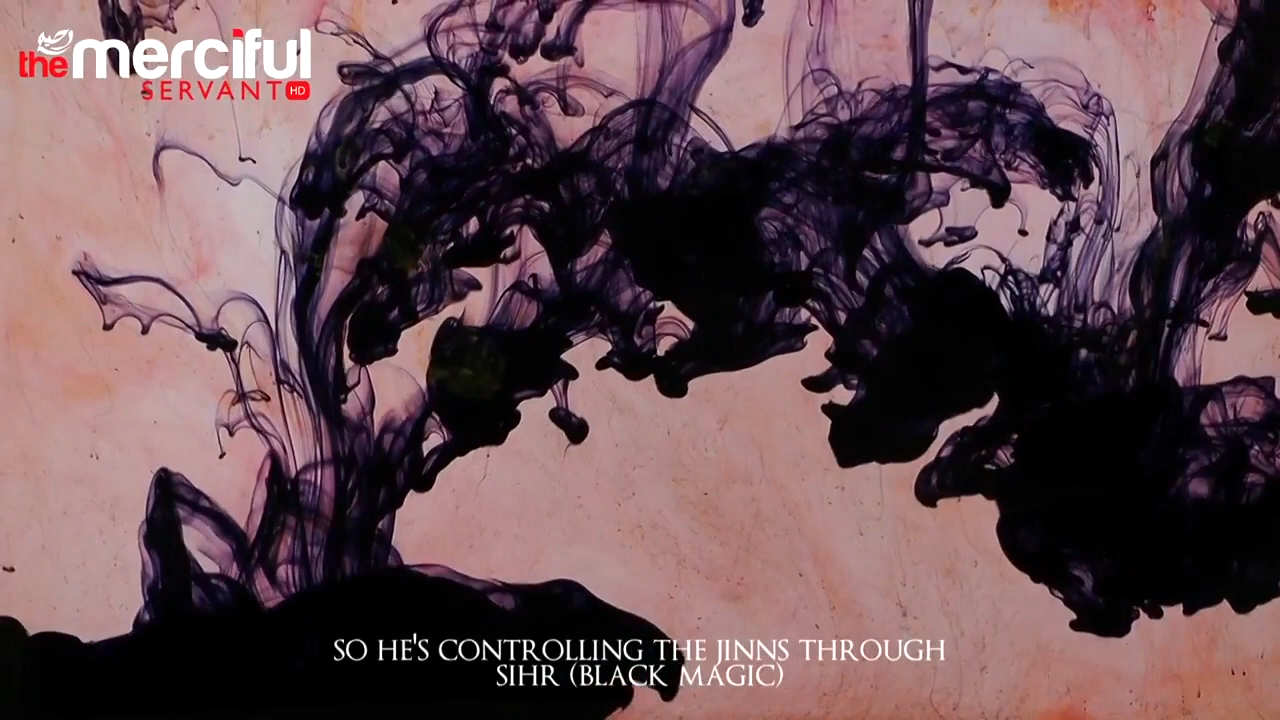 the merciful
SERVANT HD
SO HE'S CONTROLLING THE JINNS THROUGH
SIHR (BLACK MAGIC)